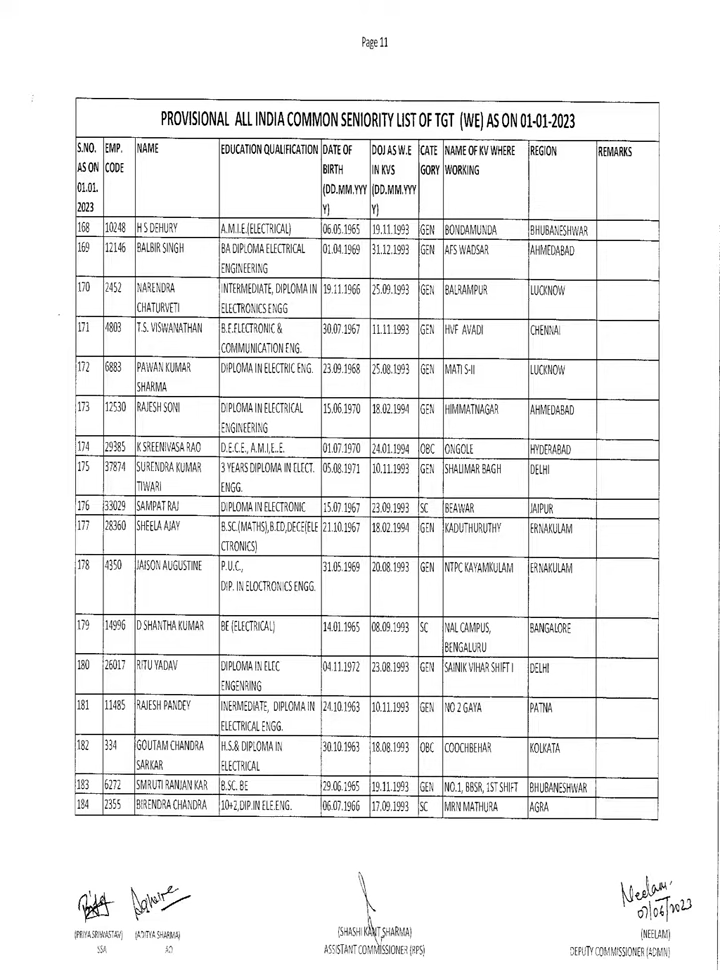 Page 11
PROVISIONAL ALL INDIA COMMON SENIORITY LIST OF TGT (WE) AS ON 01-01-2023
S.NO. AS ON 01.01.2023 EMP. CODE NAME EDUCATION QUALIFICATION DATE OF BIRTH (DD.MM.YYYY) DOJ AS W.E IN KVS (DD.MM.YYYY) CATEGORY NAME OF KV WHERE WORKING REGION REMARKS
168 10248 H S DEHURY A.M.I.E.(ELECTRICAL) 06.05.1965 19.11.1993 GEN BONDAMUNDA BHUBANESHWAR
169 12146 BALBIR SINGH BA DIPLOMA ELECTRICAL ENGINEERING 01.04.1969 31.12.1993 GEN AFS WADSAR AHMEDABAD
170 2452 NARENDRA CHATURVETI INTERMEDIATE, DIPLOMA IN ELECTRONICS ENGG 19.11.1966 25.09.1993 GEN BALRAMPUR LUCKNOW
171 4803 T.S. VISWANATHAN B.E.ELECTRONIC & COMMUNICATION ENG. 30.07.1967 11.11.1993 GEN HVF AVADI CHENNAI
172 6883 PAWAN KUMAR SHARMA DIPLOMA IN ELECTRIC ENG. 23.09.1968 25.08.1993 GEN MATI S-II LUCKNOW
173 12530 RAJESH SONI DIPLOMA IN ELECTRICAL ENGINEERING 15.06.1970 18.02.1994 GEN HIMMATNAGAR AHMEDABAD
174 29385 K SREENIVASA RAO D.E.C.E., A.M.I,E..E. 01.07.1970 24.01.1994 OBC ONGOLE HYDERABAD
175 37874 SURENDRA KUMAR TIWARI 3 YEARS DIPLOMA IN ELECT. ENGG. 05.08.1971 10.11.1993 GEN SHALIMAR BAGH DELHI
176 33029 SAMPAT RAJ DIPLOMA IN ELECTRONIC 15.07.1967 23.09.1993 SC BEAWAR JAIPUR
177 28360 SHEELA AJAY B.SC.(MATHS),B.ED,DECE(ELECTRONICS) 21.10.1967 18.02.1994 GEN KADUTHURUTHY ERNAKULAM
178 4350 JAISON AUGUSTINE P.U.C., DIP. IN ELOCTRONICS ENGG. 31.05.1969 20.08.1993 GEN NTPC KAYAMKULAM ERNAKULAM
179 14996 D SHANTHA KUMAR BE (ELECTRICAL) 14.01.1965 08.09.1993 SC NAL CAMPUS, BENGALURU BANGALORE
180 26017 RITU YADAV DIPLOMA IN ELEC ENGENRING 04.11.1972 23.08.1993 GEN SAINIK VIHAR SHIFT I DELHI
181 11485 RAJESH PANDEY INERMEDIATE, DIPLOMA IN ELECTRICAL ENGG. 24.10.1963 10.11.1993 GEN NO 2 GAYA PATNA
182 334 GOUTAM CHANDRA SARKAR H.S.& DIPLOMA IN ELECTRICAL 30.10.1963 18.08.1993 OBC COOCHBEHAR KOLKATA
183 6272 SMRUTI RANJAN KAR B.SC. BE 29.06.1965 19.11.1993 GEN NO.1, BBSR, 1ST SHIFT BHUBANESHWAR
184 2355 BIRENDRA CHANDRA 10+2,DIP.IN ELE.ENG. 06.07.1966 17.09.1993 SC MRN MATHURA AGRA
Neelam
07/06/2023
(PRIYA SRIWASTAV) (ADITYA SHARMA) (SHASHI KANT SHARMA) (NEELAM)
SSA AO ASSISTANT COMMISSIONER (RPS) DEPUTY COMMISSIONER (ADMN)